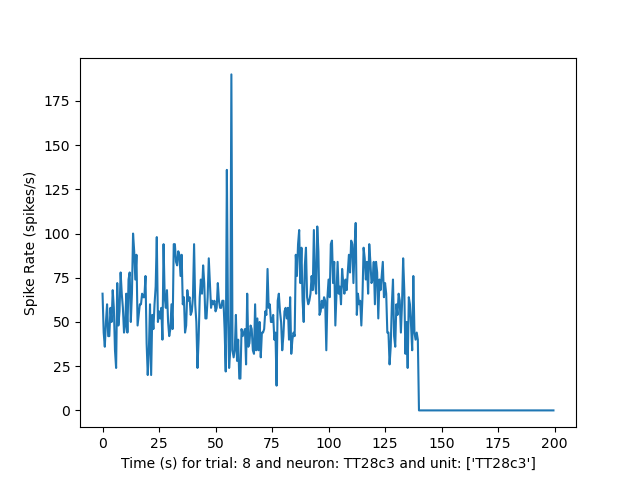 175
150
125
100
75
50
25
0
Spike Rate (spikes/s)
0 25 50 75 100 125 150 175 200
Time (s) for trial: 8 and neuron: TT28c3 and unit: ['TT28c3']